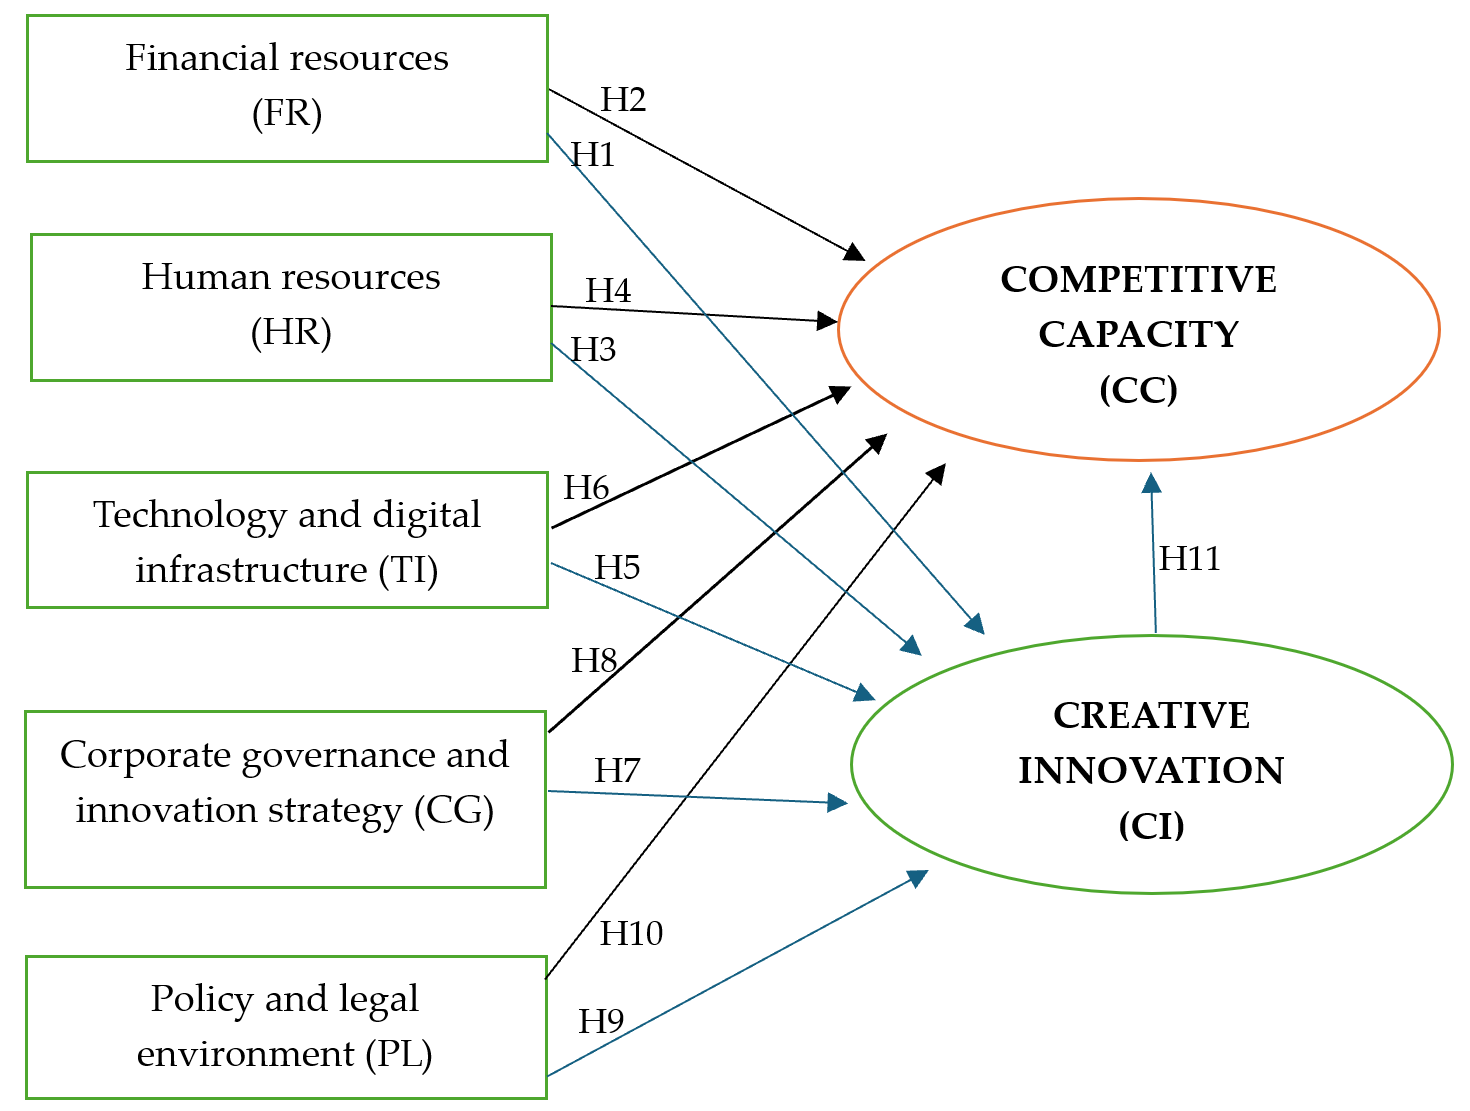 Financial resources
(FR)
H2
H1
Human resources
(HR)
H4
H3
COMPETITIVE
CAPACITY
(CC)
Technology and digital
infrastructure (TI)
H6
H5
H11
Corporate governance and
innovation strategy (CG)
H8
H7
CREATIVE
INNOVATION
(CI)
Policy and legal
environment (PL)
H10
H9